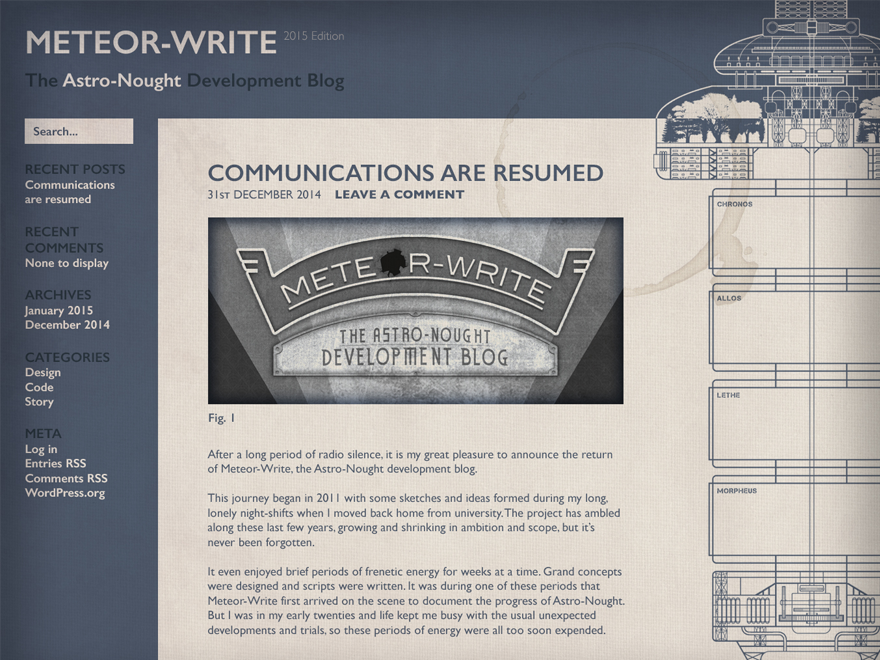 METEOR-WRITE 2015 Edition
The Astro-Nought Development Blog
Search...
RECENT POSTS
Communications
are resumed
RECENT
COMMENTS
None to display
ARCHIVES
January 2015
December 2014
CATEGORIES
Design
Code
Story
META
Log in
Entries RSS
Comments RSS
WordPress.org
COMMUNICATIONS ARE RESUMED
31ST DECEMBER 2014 LEAVE A COMMENT
METE R-WRITE
THE ASTRO-NOUGHT
DEVELOPMENT BLOG
Fig. 1
After a long period of radio silence, it is my great pleasure to announce the return
of Meteor-Write, the Astro-Nought development blog.
This journey began in 2011 with some sketches and ideas formed during my long,
lonely night-shifts when I moved back home from university. The project has ambled
along these last few years, growing and shrinking in ambition and scope, but it's
never been forgotten.
It even enjoyed brief periods of frenetic energy for weeks at a time. Grand concepts
were designed and scripts were written. It was during one of these periods that
Meteor-Write first arrived on the scene to document the progress of Astro-Nought.
But I was in my early twenties and life kept me busy with the usual unexpected
developments and trials, so these periods of energy were all too soon expended.
CHRONOS
ALLOS
LETHE
MORPHEUS